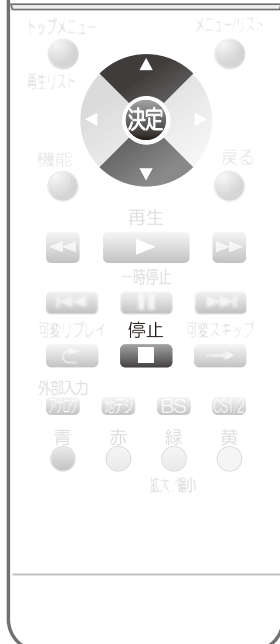 トップメニュー メニュー/リスト
再生リスト
決定
機能 戻る
再生
一時停止
可変リプレイ 停止 可変スキップ
外部入力
アナログ 地デジ BS CS1/2
青 赤 緑 黄
拡大/縮小